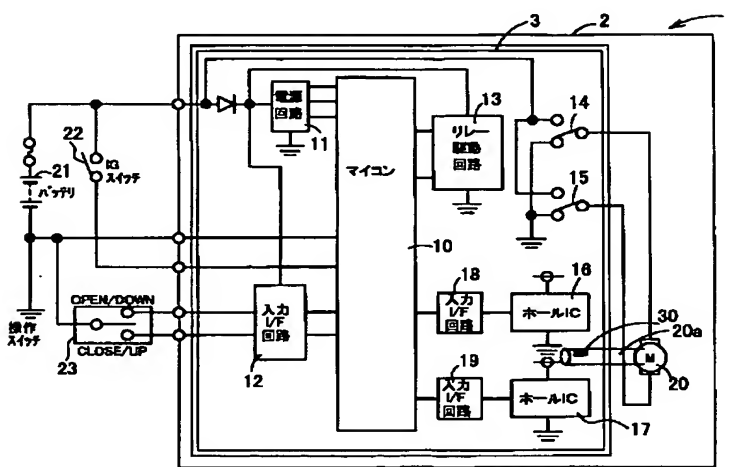 3
2
電源
回路
11
マイコン
10
13
リレー
駆動
回路
14
15
22
IG
スイッチ
21
バッテリ
OPEN/DOWN
操作
スイッチ
23
CLOSE/UP
入力
I/F
回路
12
18
入力
I/F
回路
16
ホールIC
19
入力
I/F
回路
ホールIC
17
30
20a
M
20